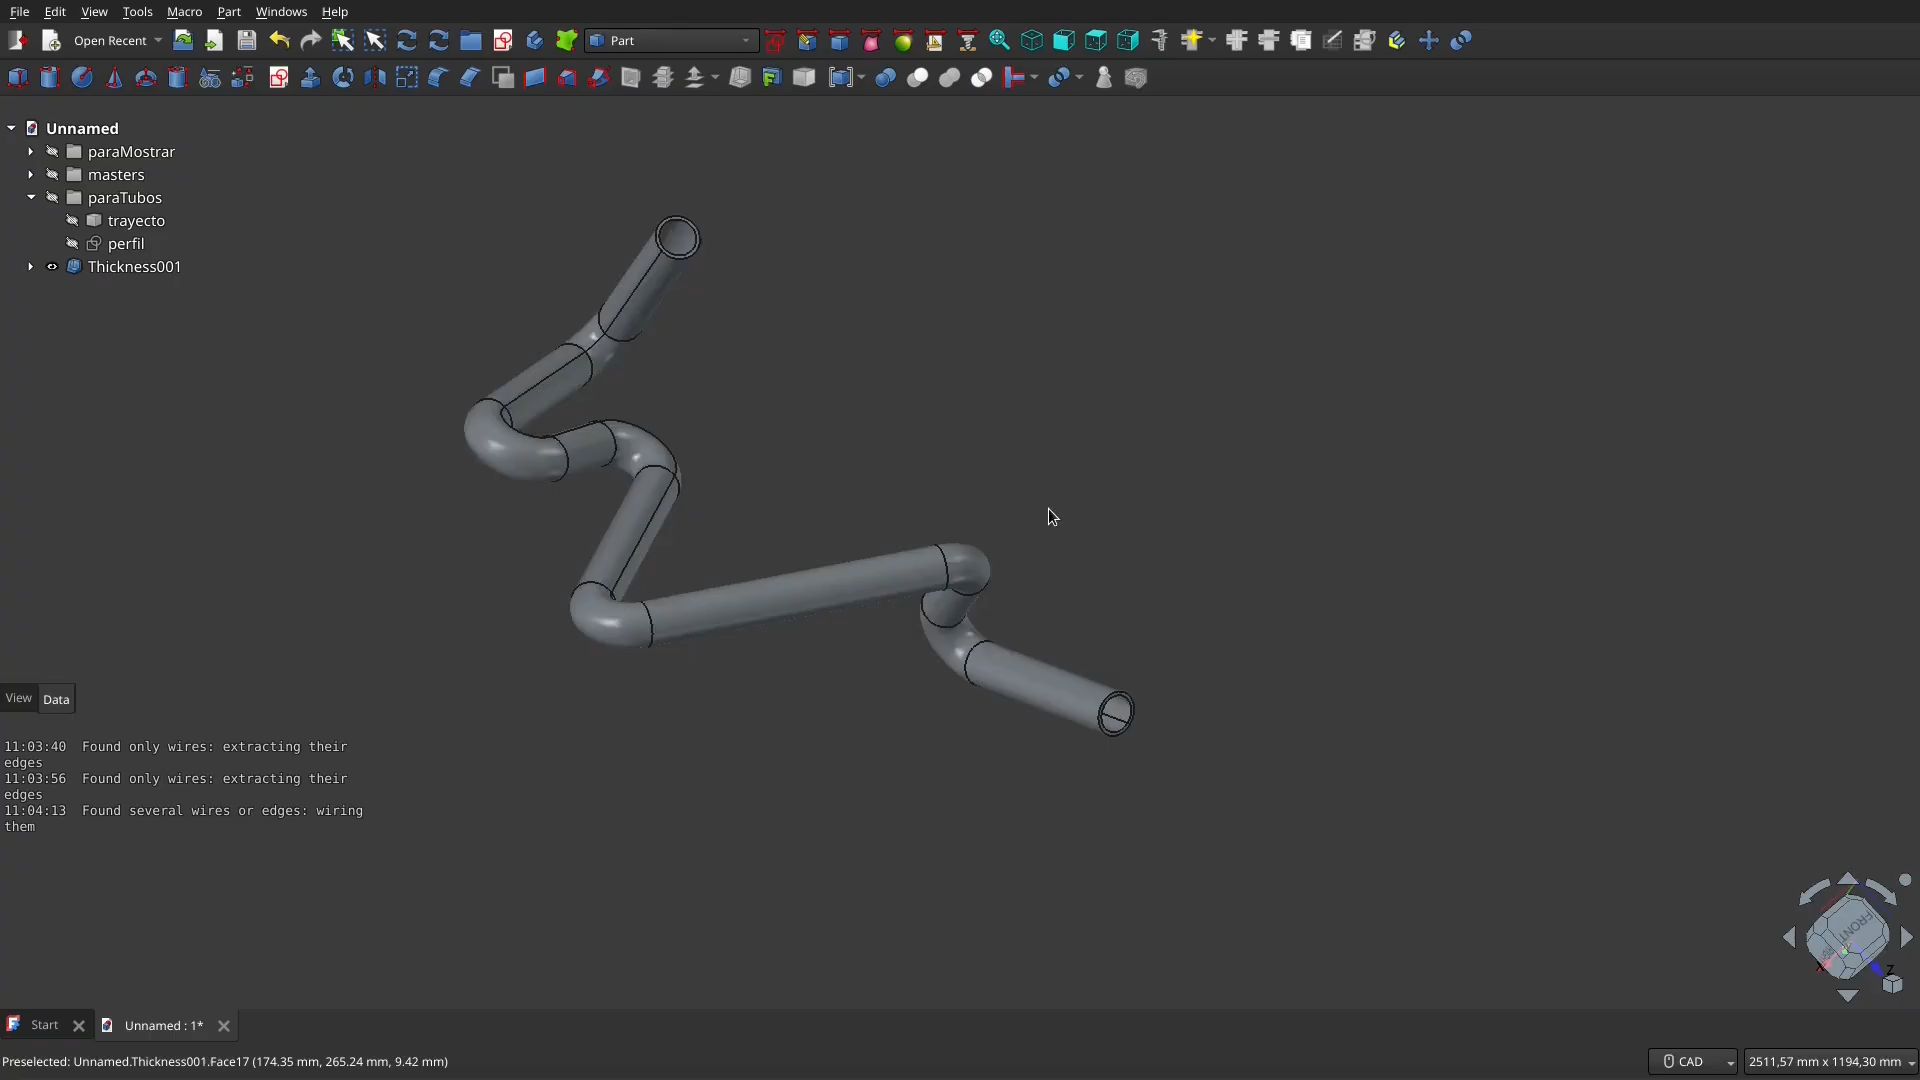 File Edit View Tools Macro Part Windows Help
Open Recent Part
Unnamed
paraMostrar
masters
paraTubos
trayecto
perfil
Thickness001
View Data
11:03:40 Found only wires: extracting their
edges
11:03:56 Found only wires: extracting their
edges
11:04:13 Found several wires or edges: wiring
them
FRONT
X Z
Start Unnamed : 1*
Preselected: Unnamed.Thickness001.Face17 (174.35 mm, 265.24 mm, 9.42 mm) CAD 2511,57 mm x 1194,30 mm